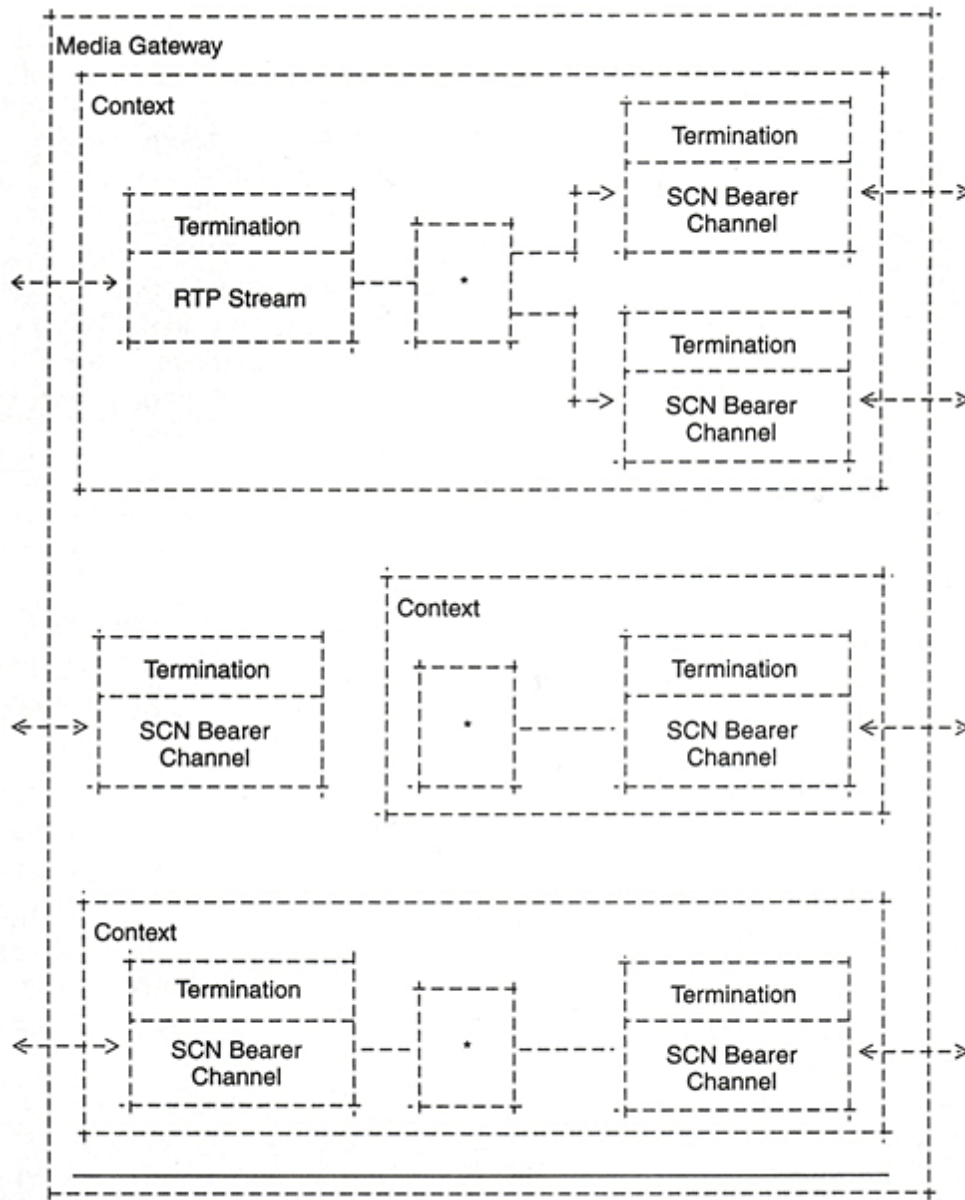 Media Gateway
Context
Termination
SCN Bearer
Channel
Termination
RTP Stream
*
Termination
SCN Bearer
Channel
Context
Termination
SCN Bearer
Channel
*
Termination
SCN Bearer
Channel
Context
Termination
SCN Bearer
Channel
*
Termination
SCN Bearer
Channel